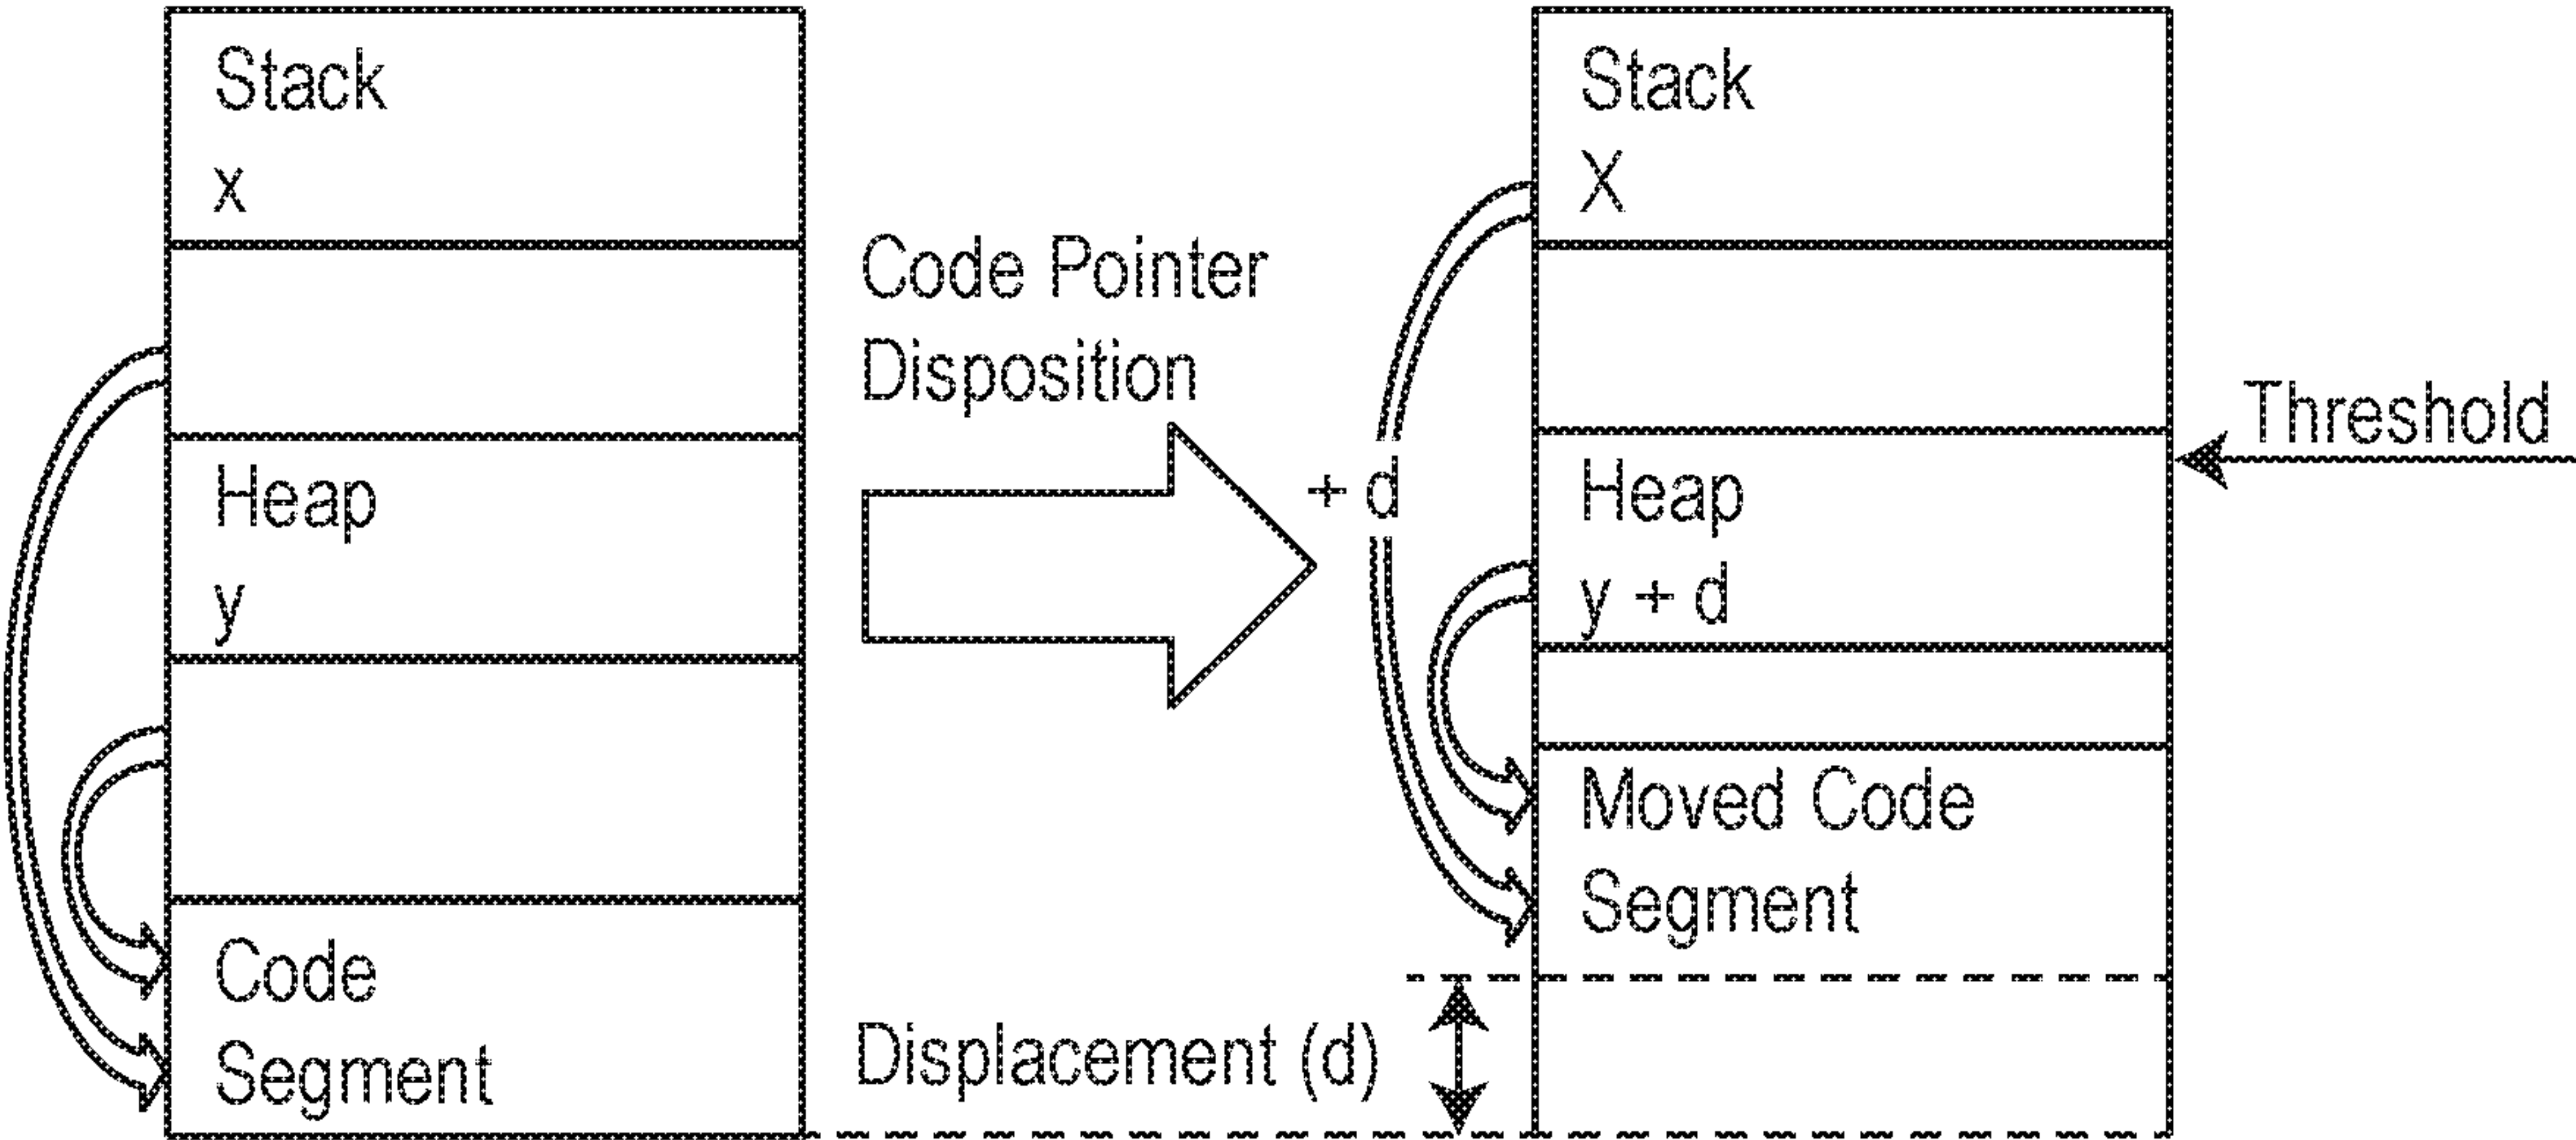 Stack
x
Heap
y
Code
Segment
Code Pointer
Disposition
Displacement (d)
+ d
Stack
X
Heap
y + d
Moved Code
Segment
Threshold